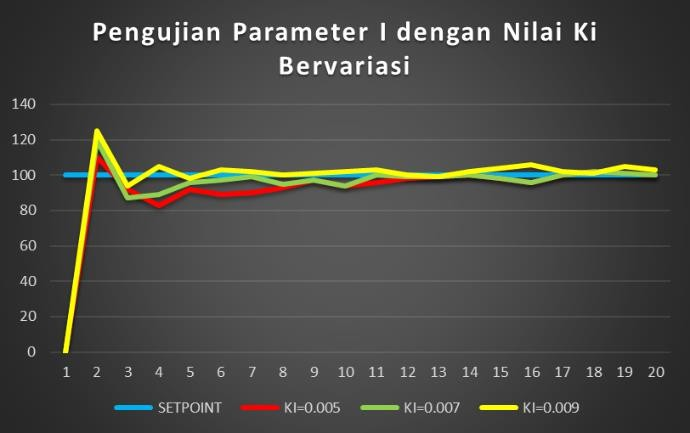 Pengujian Parameter I dengan Nilai Ki
Bervariasi
140
120
100
80
60
40
20
0
1 2 3 4 5 6 7 8 9 10 11 12 13 14 15 16 17 18 19 20
SETPOINT KI=0.005 KI=0.007 KI=0.009